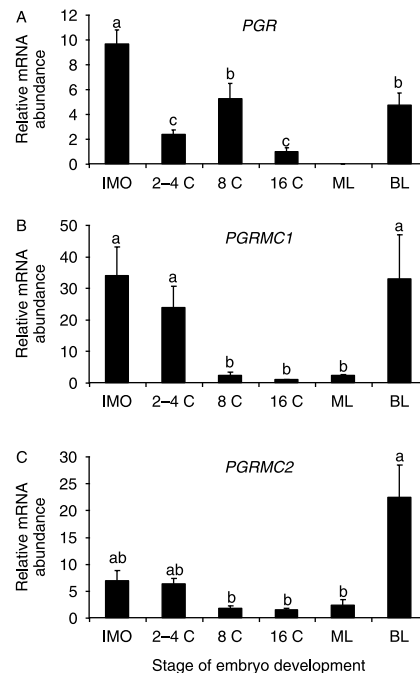 A
PGR
Relative mRNA
abundance
12
10
8
6
4
2
0
a
c
b
c
b
IMO 2–4 C 8 C 16 C ML BL
B
PGRMC1
Relative mRNA
abundance
50
40
30
20
10
0
a
a
b
b
b
a
IMO 2–4 C 8 C 16 C ML BL
C
PGRMC2
Relative mRNA
abundance
30
25
20
15
10
5
0
ab
ab
b
b
b
a
IMO 2–4 C 8 C 16 C ML BL
Stage of embryo development